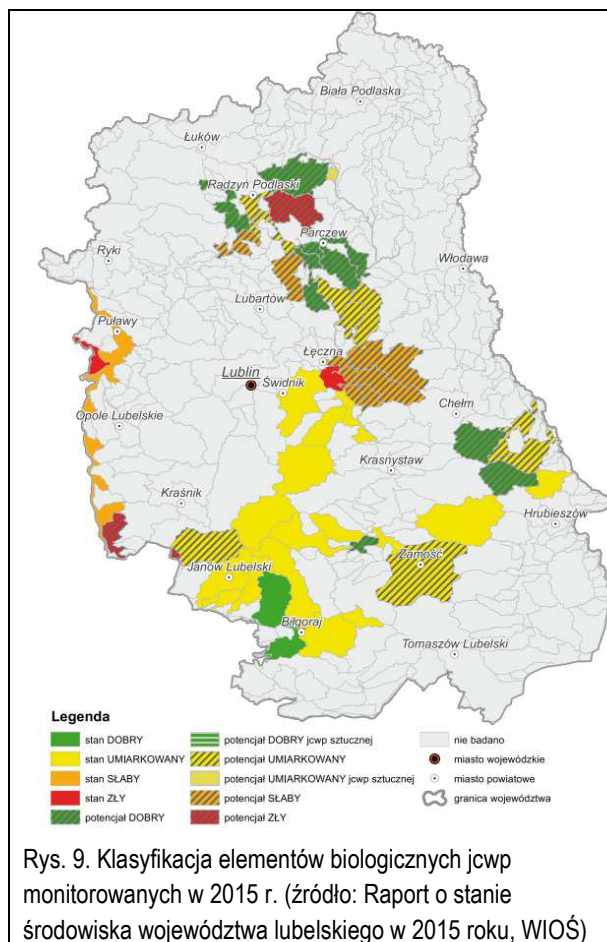 Biała Podlaska
Łuków
Radzyń Podlaski
Parczew
Ryki
Włodawa
Lubartów
Puławy
Łęczna
Lublin
Świdnik
Chełm
Opole Lubelskie
Krasnystaw
Kraśnik
Hrubieszów
Zamość
Janów Lubelski
Biłgoraj
Tomaszów Lubelski
Legenda
stan DOBRY
stan UMIARKOWANY
stan SŁABY
stan ZŁY
potencjał DOBRY
potencjał DOBRY jcwp sztucznej
potencjał UMIARKOWANY
potencjał UMIARKOWANY jcwp sztucznej
potencjał SŁABY
potencjał ZŁY
nie badano
miasto wojewódzkie
miasto powiatowe
granica województwa
Rys. 9. Klasyfikacja elementów biologicznych jcwp
monitorowanych w 2015 r. (źródło: Raport o stanie
środowiska województwa lubelskiego w 2015 roku, WIOŚ)